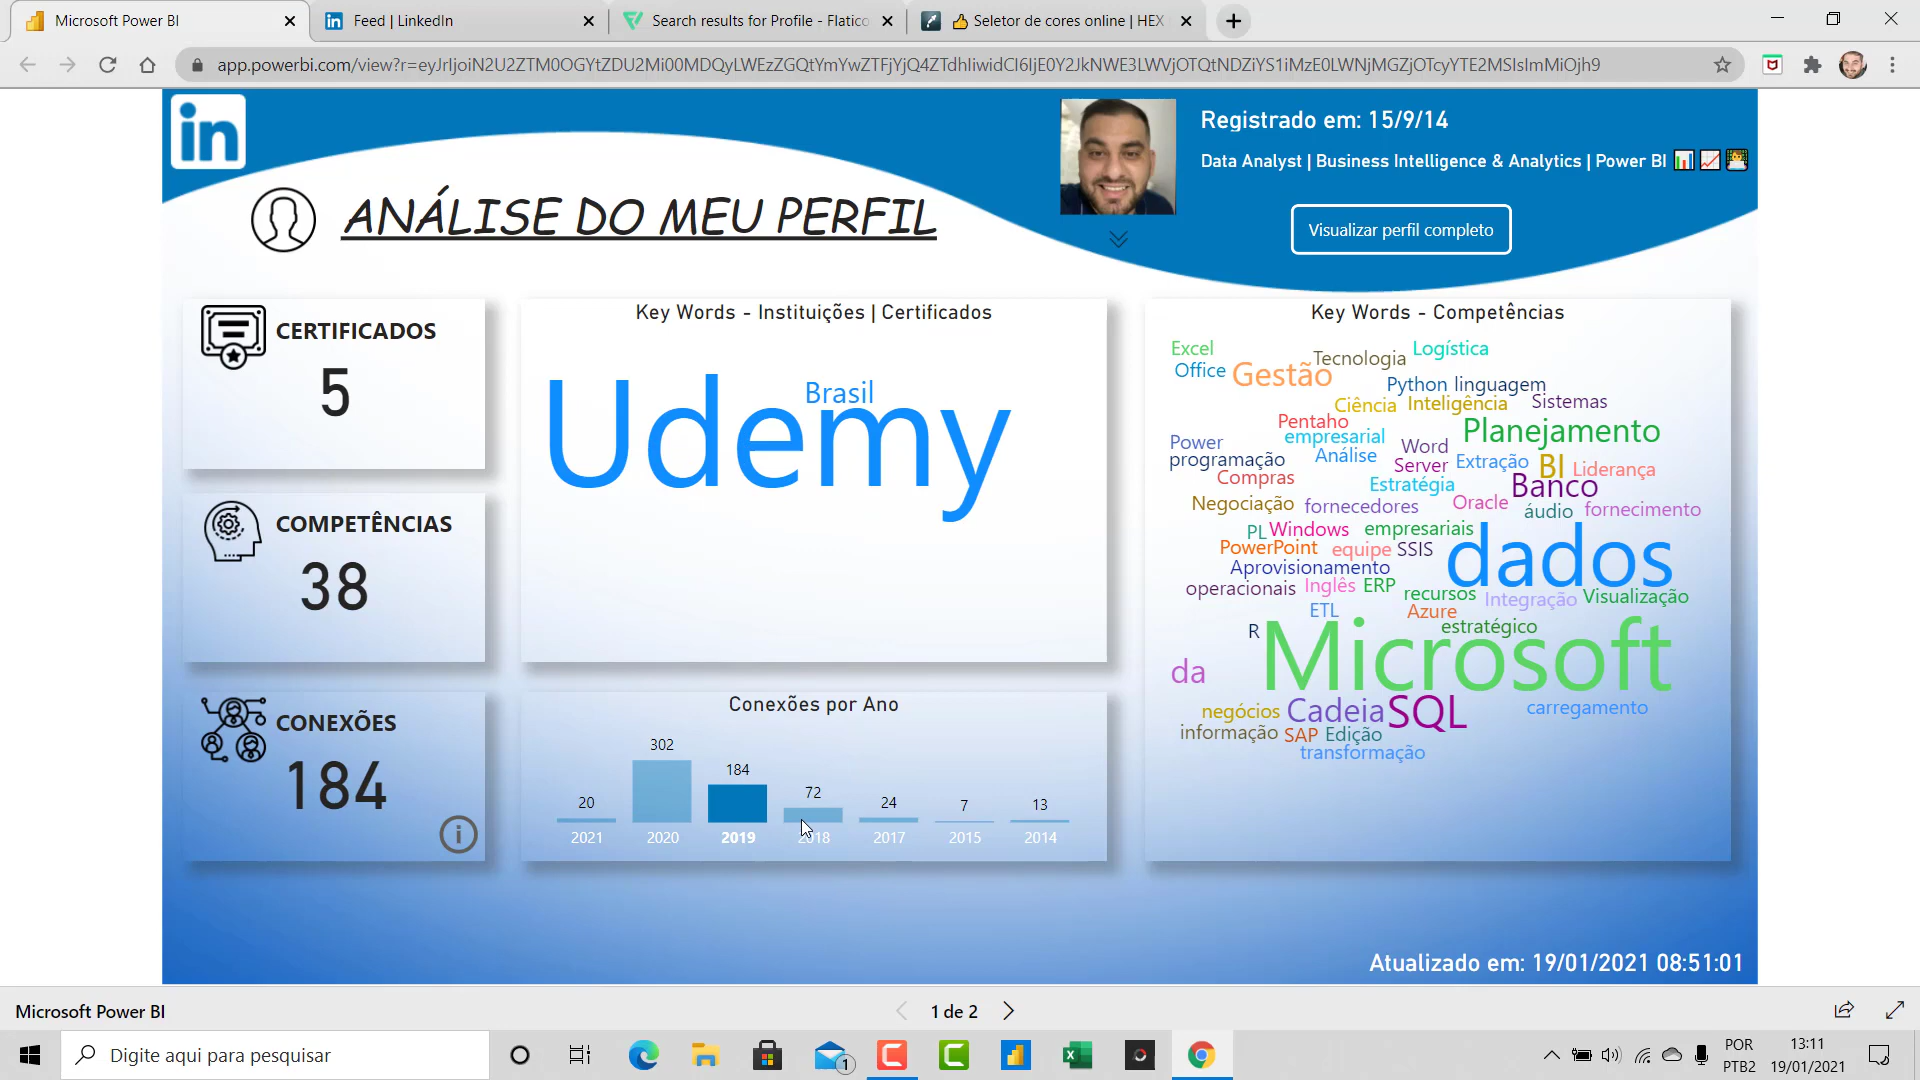 Microsoft Power BI
Feed | LinkedIn
Search results for Profile - Flatico
👍 Seletor de cores online | HEX
in
Registrado em: 15/9/14
Data Analyst | Business Intelligence & Analytics | Power BI
ANÁLISE DO MEU PERFIL
Visualizar perfil completo
CERTIFICADOS
5
COMPETÊNCIAS
38
CONEXÕES
184
Key Words - Instituições | Certificados
Udemy
Brasil
Conexões por Ano
302
184
72
20
24
7
13
2021 2020 2019 2018 2017 2015 2014
Key Words - Competências
Excel Tecnologia Logística
Office Gestão
Python linguagem
Ciência Inteligência Sistemas
Pentaho
Power empresarial Word Planejamento
programação Análise Server Extração BI Liderança
Compras Estratégia Banco
Negociação fornecedores Oracle áudio fornecimento
PL Windows empresariais
PowerPoint equipe SSIS dados
Aprovisionamento
operacionais Inglês ERP recursos Integração Visualização
ETL Azure
R estratégico
Microsoft
da
negócios Cadeia SQL carregamento
informação SAP Edição
transformação
Atualizado em: 19/01/2021 08:51:01
Microsoft Power BI
1 de 2
Digite aqui para pesquisar
1
POR
PTB2
13:11
19/01/2021